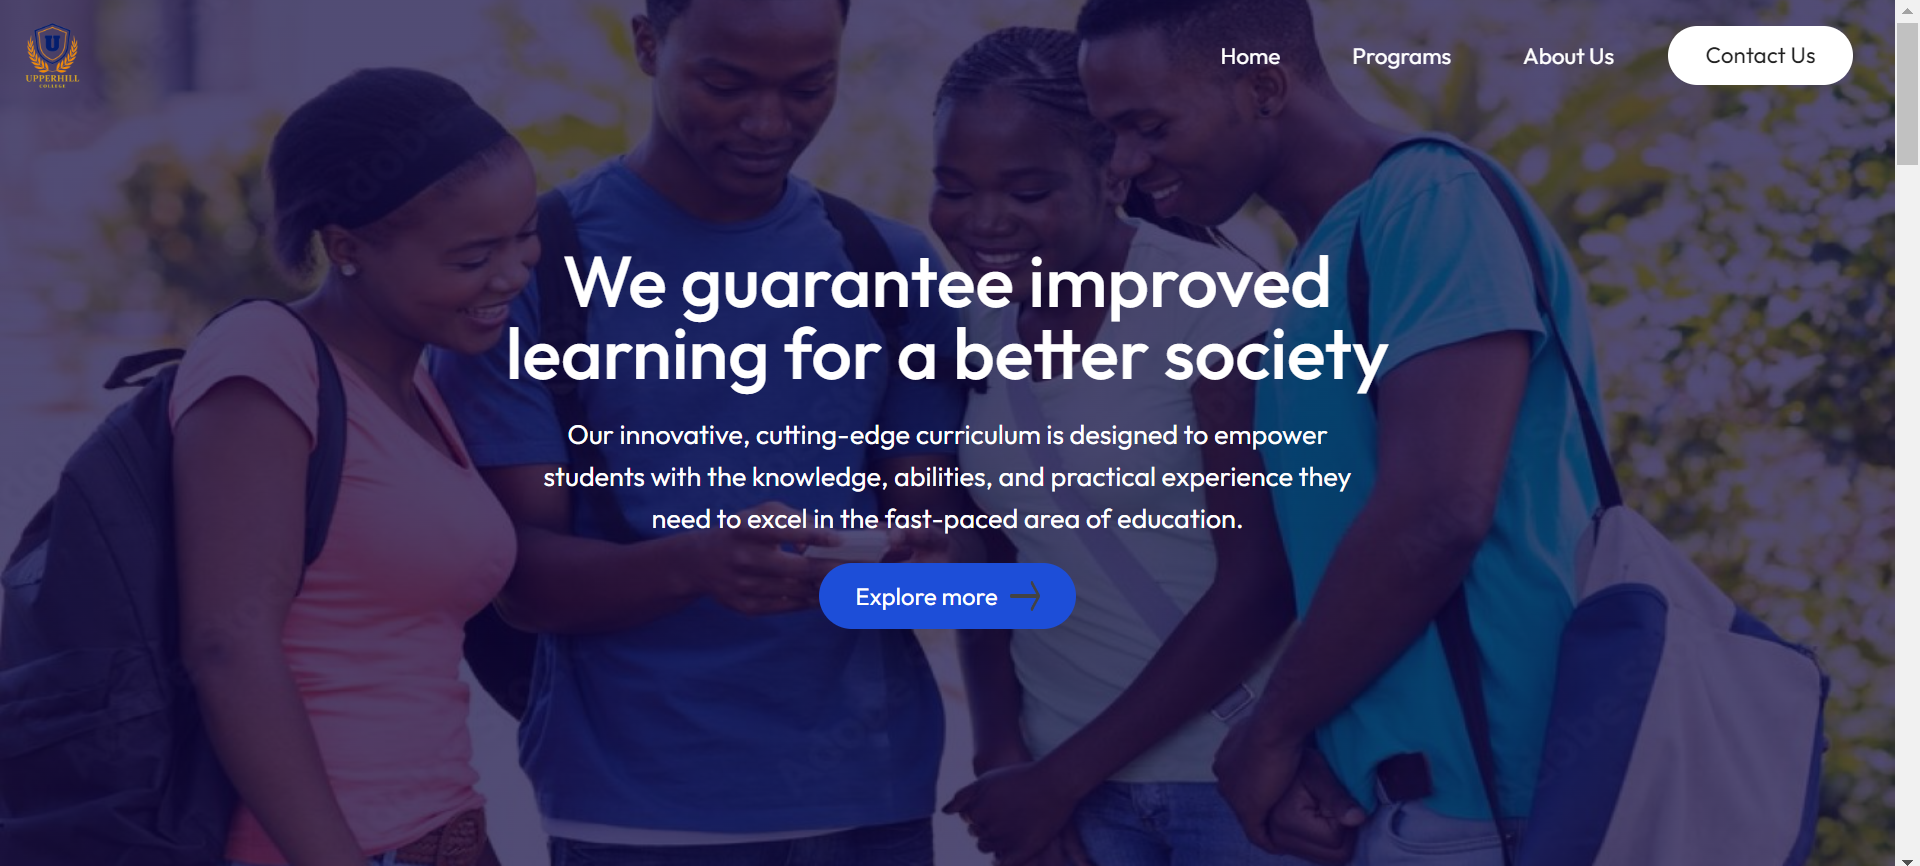 U
UPPERHILL
COLLEGE
Home
Programs
About Us
Contact Us
We guarantee improved
learning for a better society
Our innovative, cutting-edge curriculum is designed to empower
students with the knowledge, abilities, and practical experience they
need to excel in the fast-paced area of education.
Explore more